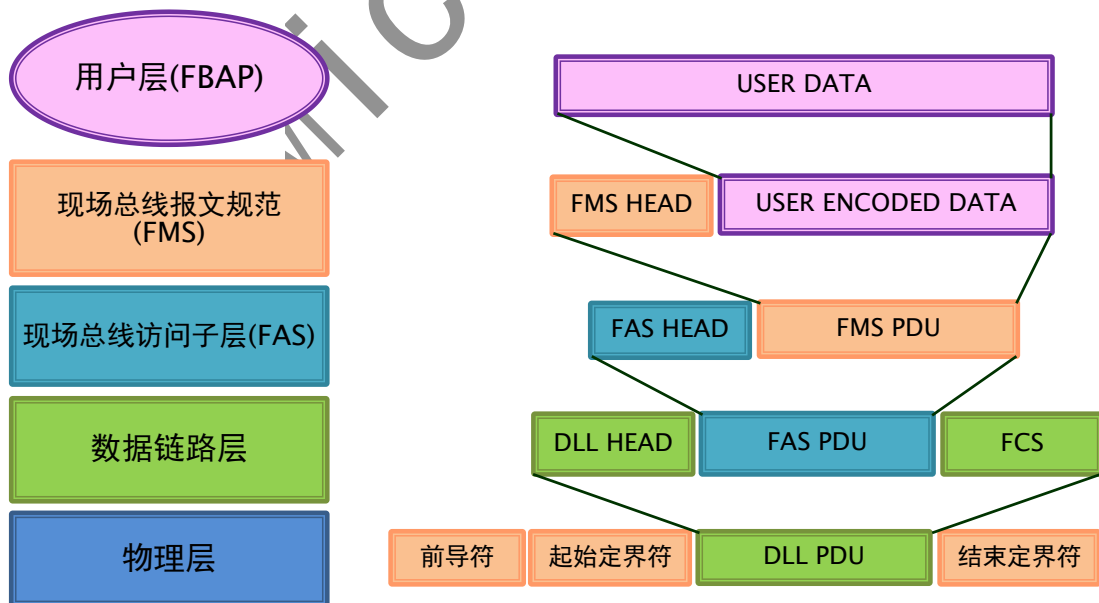 用户层(FBAP)
USER DATA
现场总线报文规范
(FMS)
FMS HEAD
USER ENCODED DATA
现场总线访问子层(FAS)
FAS HEAD
FMS PDU
数据链路层
DLL HEAD
FAS PDU
FCS
物理层
前导符
起始定界符
DLL PDU
结束定界符